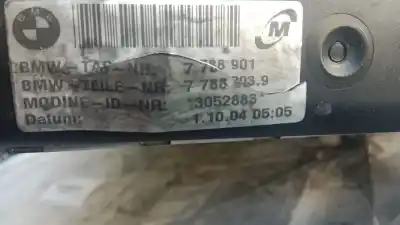 BMW
M
BMW-TAB-NR: 7 788 901
BMW-TEILE-NR: 7 788 903.9
MODINE-ID-NR: 13052883
Datum: 1.10.04 05:05